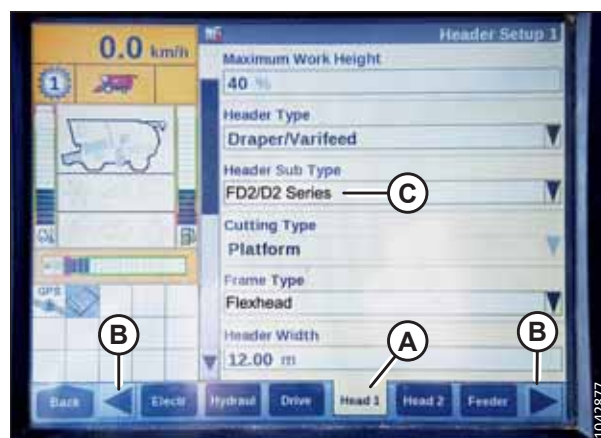 0.0 km/h
Header Setup 1
1
Maximum Work Height
40 %
Header Type
Draper/Varifeed
Header Sub Type
FD2/D2 Series
C
Cutting Type
Platform
Frame Type
Flexhead
GPS
Header Width
12.00 m
B
A
B
Back
Electr
Hydraul
Drive
Head 1
Head 2
Feeder
1042877